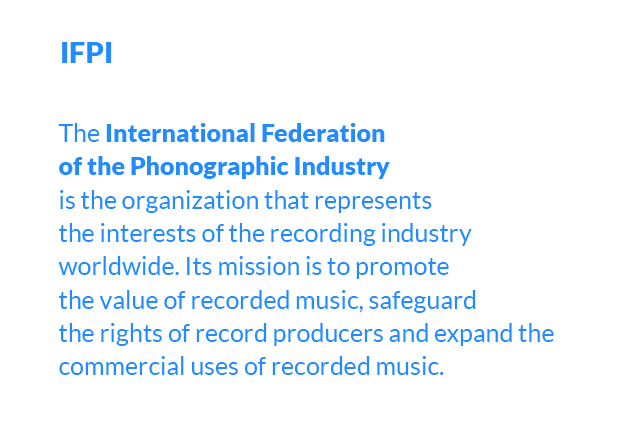 IFPI
The International Federation
of the Phonographic Industry
is the organization that represents
the interests of the recording industry
worldwide. Its mission is to promote
the value of recorded music, safeguard
the rights of record producers and expand the
commercial uses of recorded music.